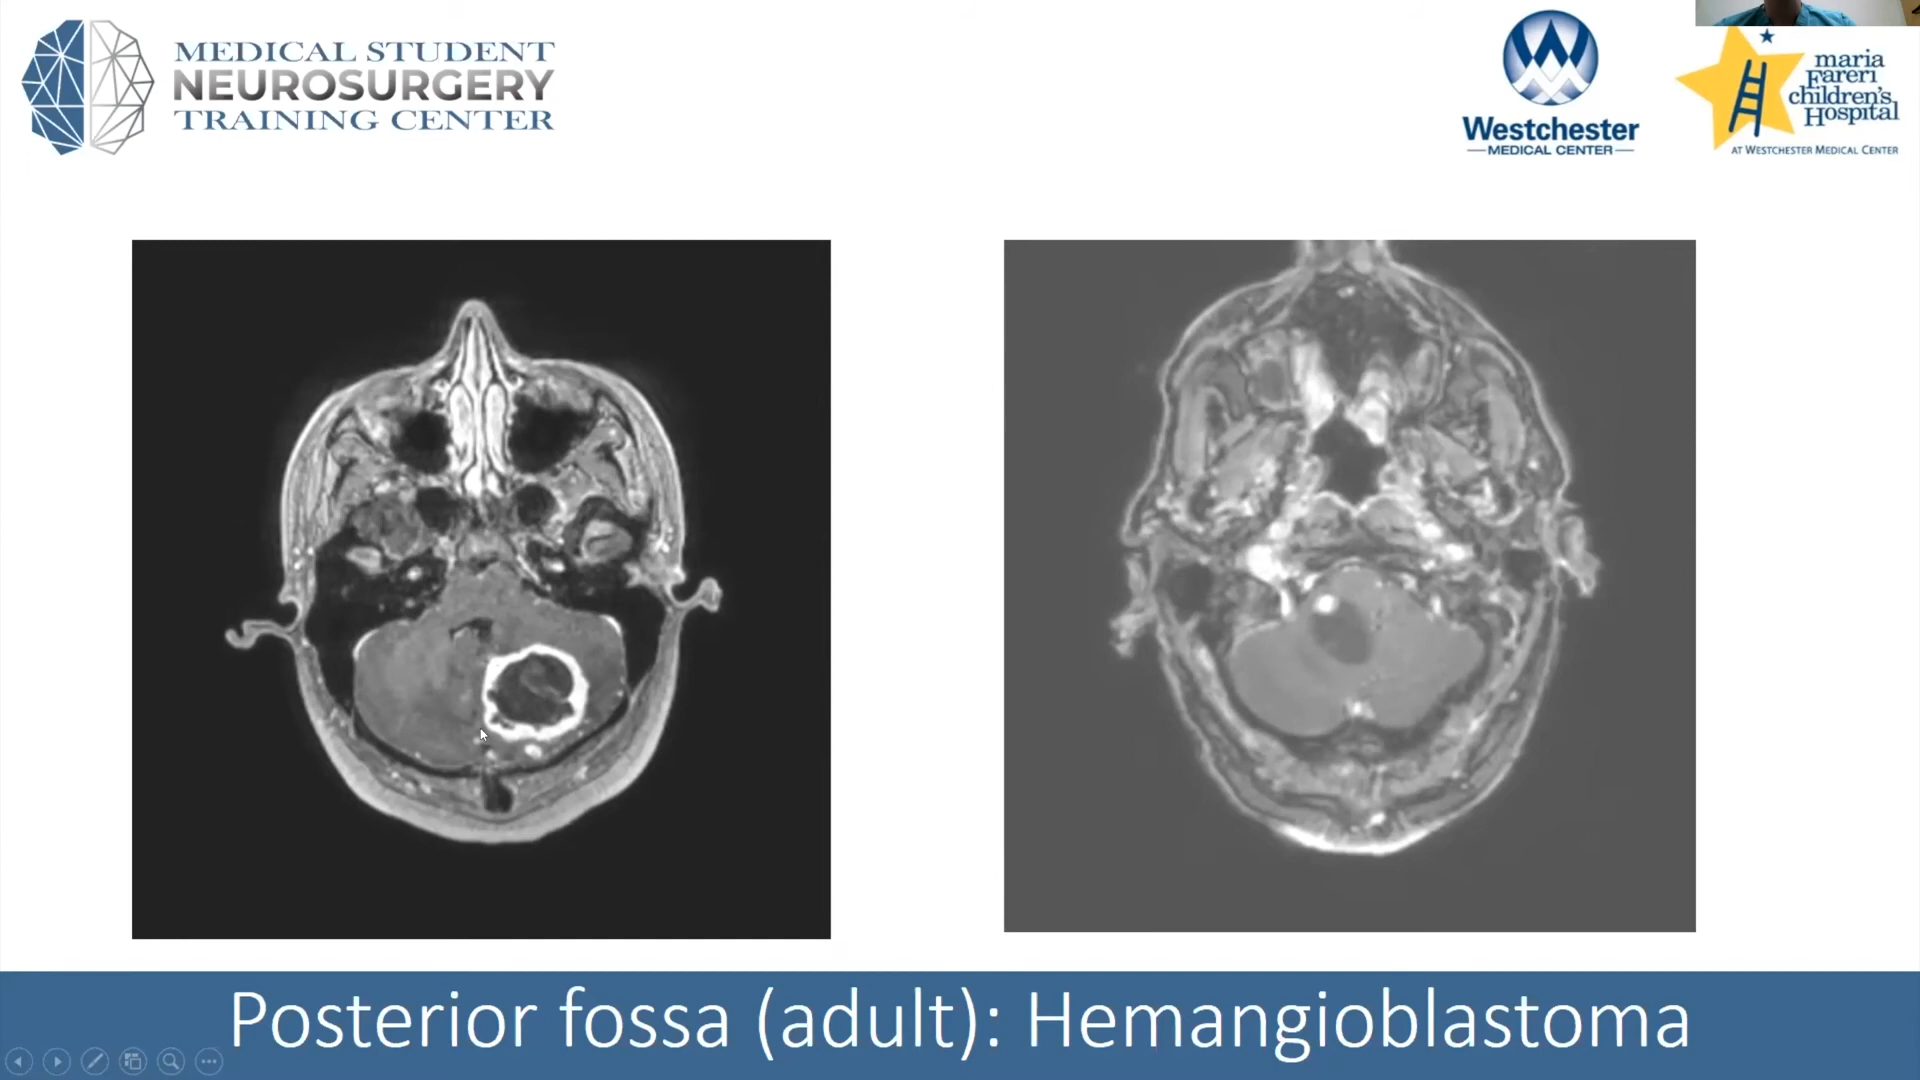 MEDICAL STUDENT
NEUROSURGERY
TRAINING CENTER
Westchester
MEDICAL CENTER
maria
Fareri
children's
Hospital
AT WESTCHESTER MEDICAL CENTER
Posterior fossa (adult): Hemangioblastoma